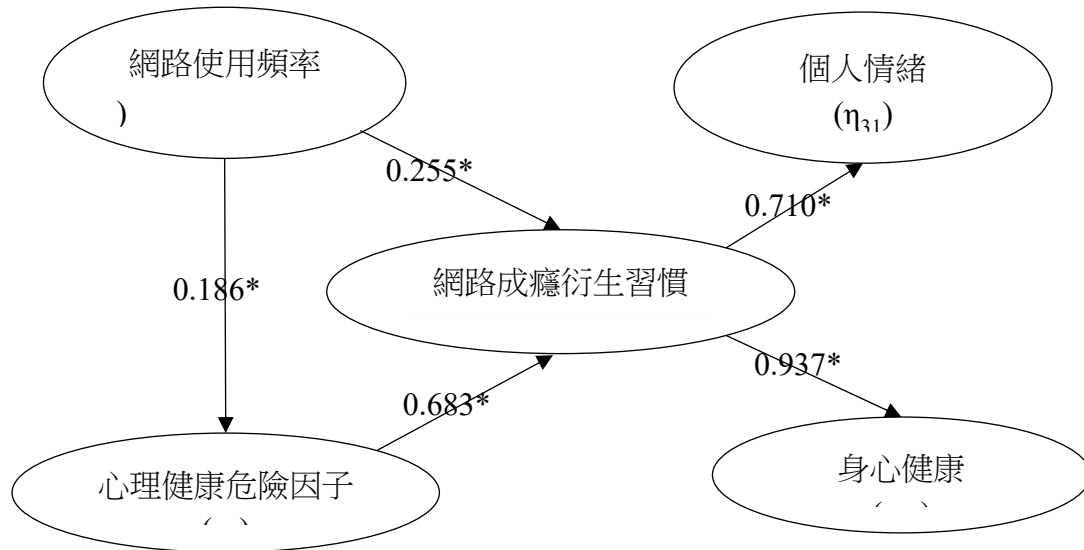 網路使用頻率
)
個人情緒
(η31)
0.255*
0.710*
0.186*
網路成癮衍生習慣
0.937*
0.683*
心理健康危險因子
身心健康